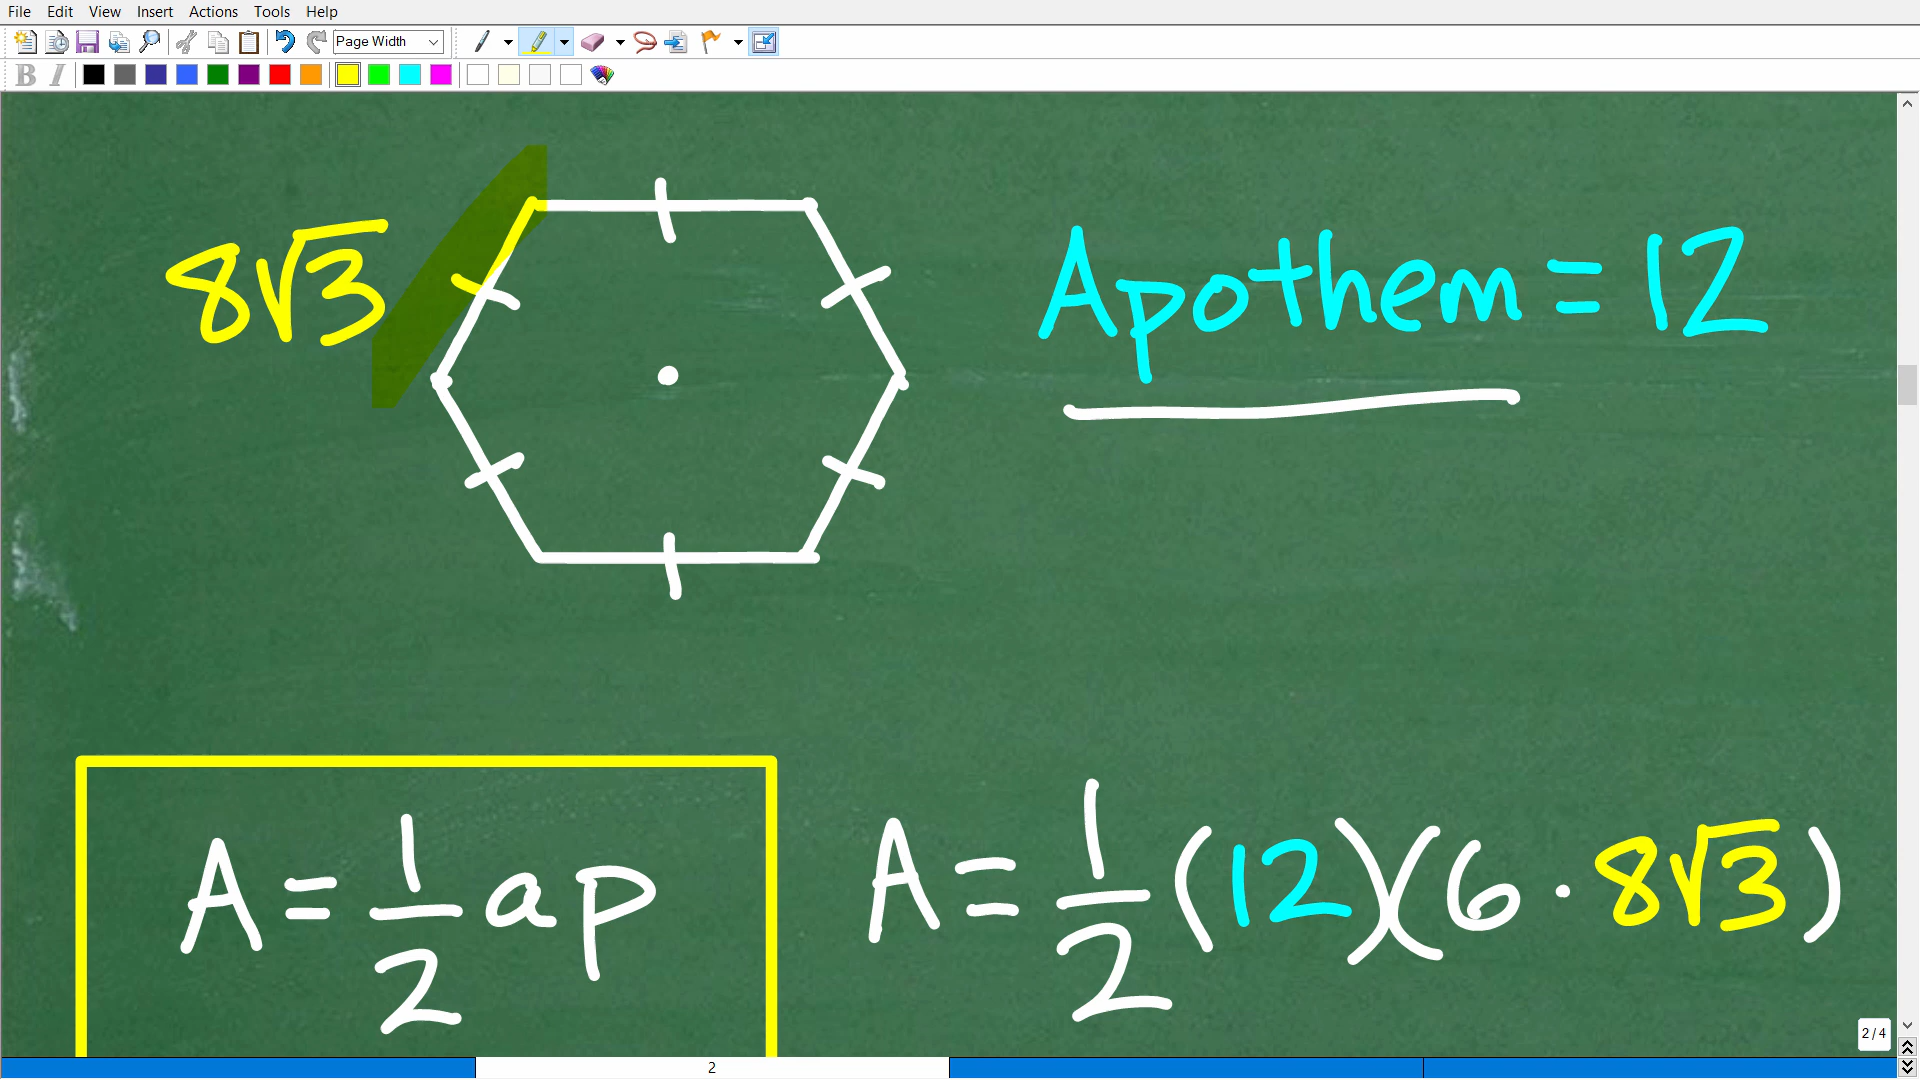 File Edit View Insert Actions Tools Help
Page Width
B I
8√3
Apothem = 12
A = 1/2 a p
A = 1/2 (12)(6 · 8√3)
2 / 4
2